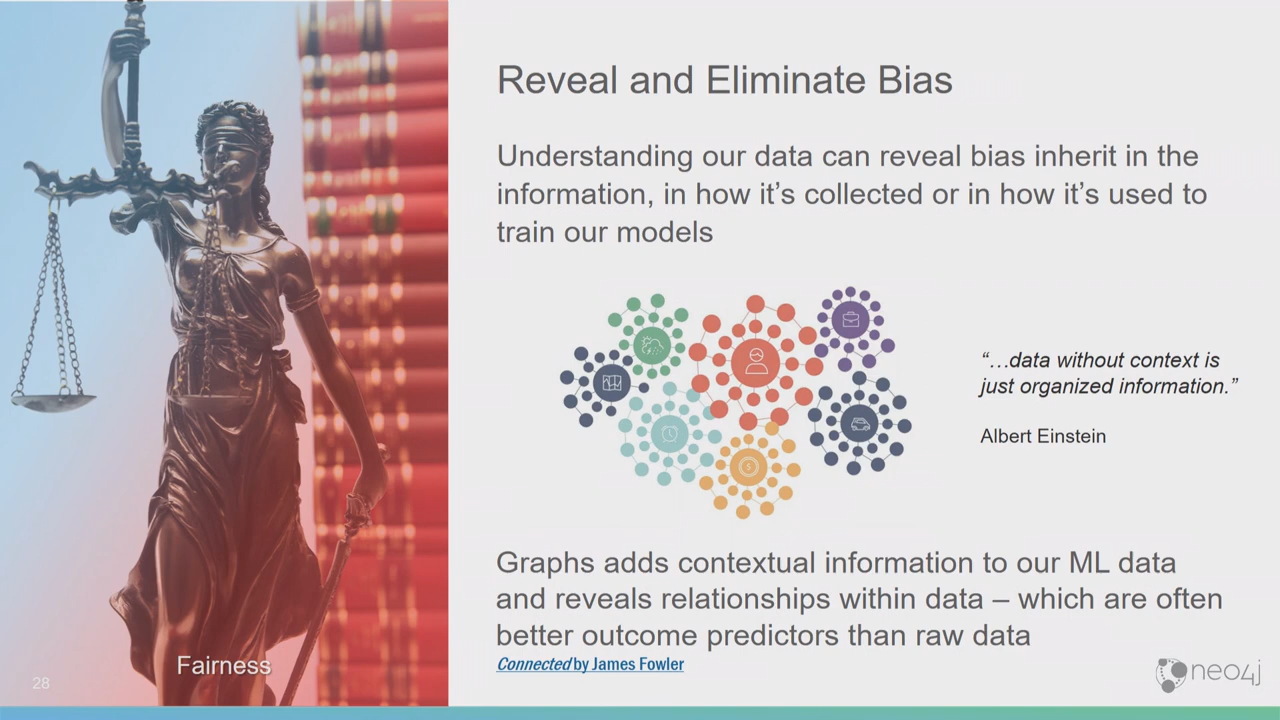 Reveal and Eliminate Bias
Understanding our data can reveal bias inherit in the
information, in how it’s collected or in how it’s used to
train our models
“…data without context is
just organized information.”
Albert Einstein
Graphs adds contextual information to our ML data
and reveals relationships within data – which are often
better outcome predictors than raw data
Connected by James Fowler
Fairness
28
neo4j